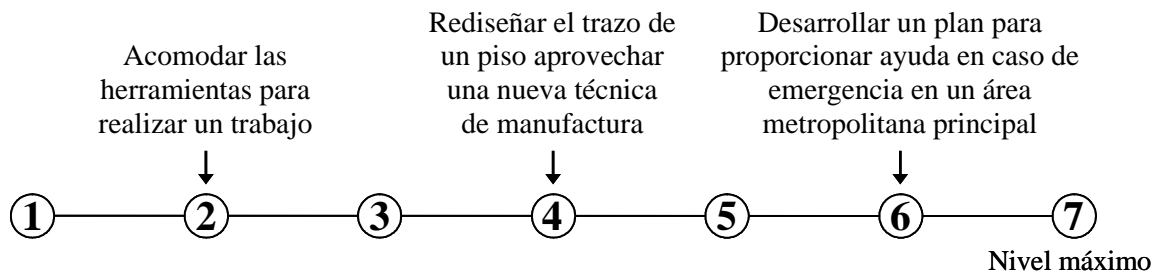 Acomodar las
herramientas para
realizar un trabajo
Rediseñar el trazo de
un piso aprovechar
una nueva técnica
de manufactura
Desarrollar un plan para
proporcionar ayuda en caso de
emergencia en un área
metropolitana principal
1 2 3 4 5 6 7
Nivel máximo